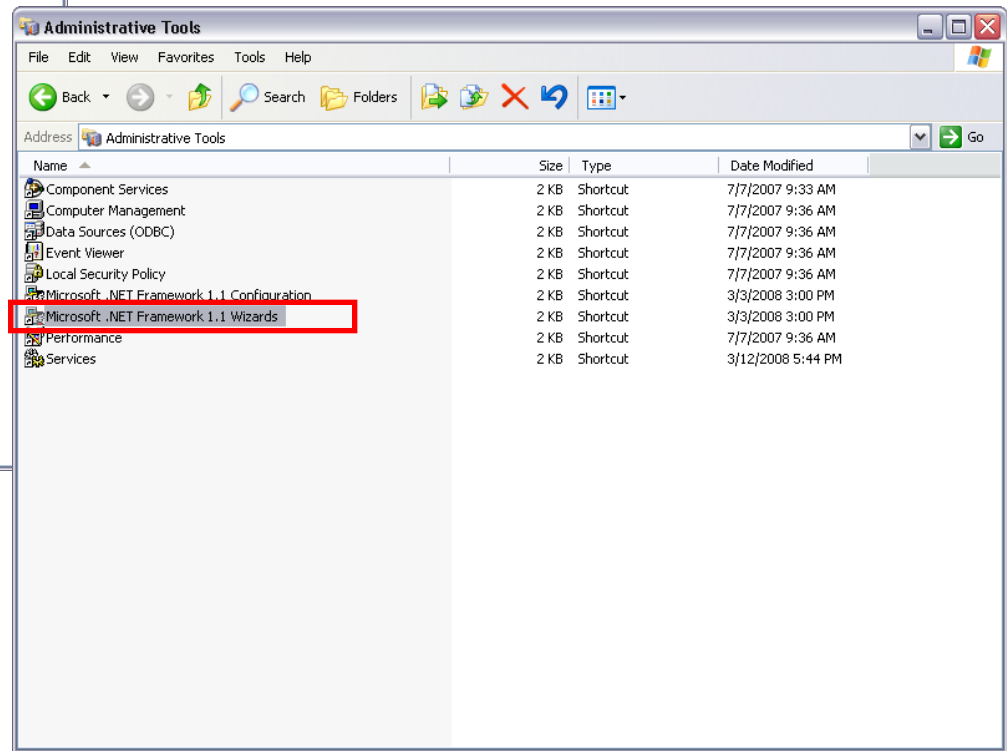 Administrative Tools
File Edit View Favorites Tools Help
Back Search Folders
Address Administrative Tools Go
Name Size Type Date Modified
Component Services 2 KB Shortcut 7/7/2007 9:33 AM
Computer Management 2 KB Shortcut 7/7/2007 9:36 AM
Data Sources (ODBC) 2 KB Shortcut 7/7/2007 9:36 AM
Event Viewer 2 KB Shortcut 7/7/2007 9:36 AM
Local Security Policy 2 KB Shortcut 7/7/2007 9:36 AM
Microsoft .NET Framework 1.1 Configuration 2 KB Shortcut 3/3/2008 3:00 PM
Microsoft .NET Framework 1.1 Wizards 2 KB Shortcut 3/3/2008 3:00 PM
Performance 2 KB Shortcut 7/7/2007 9:36 AM
Services 2 KB Shortcut 3/12/2008 5:44 PM